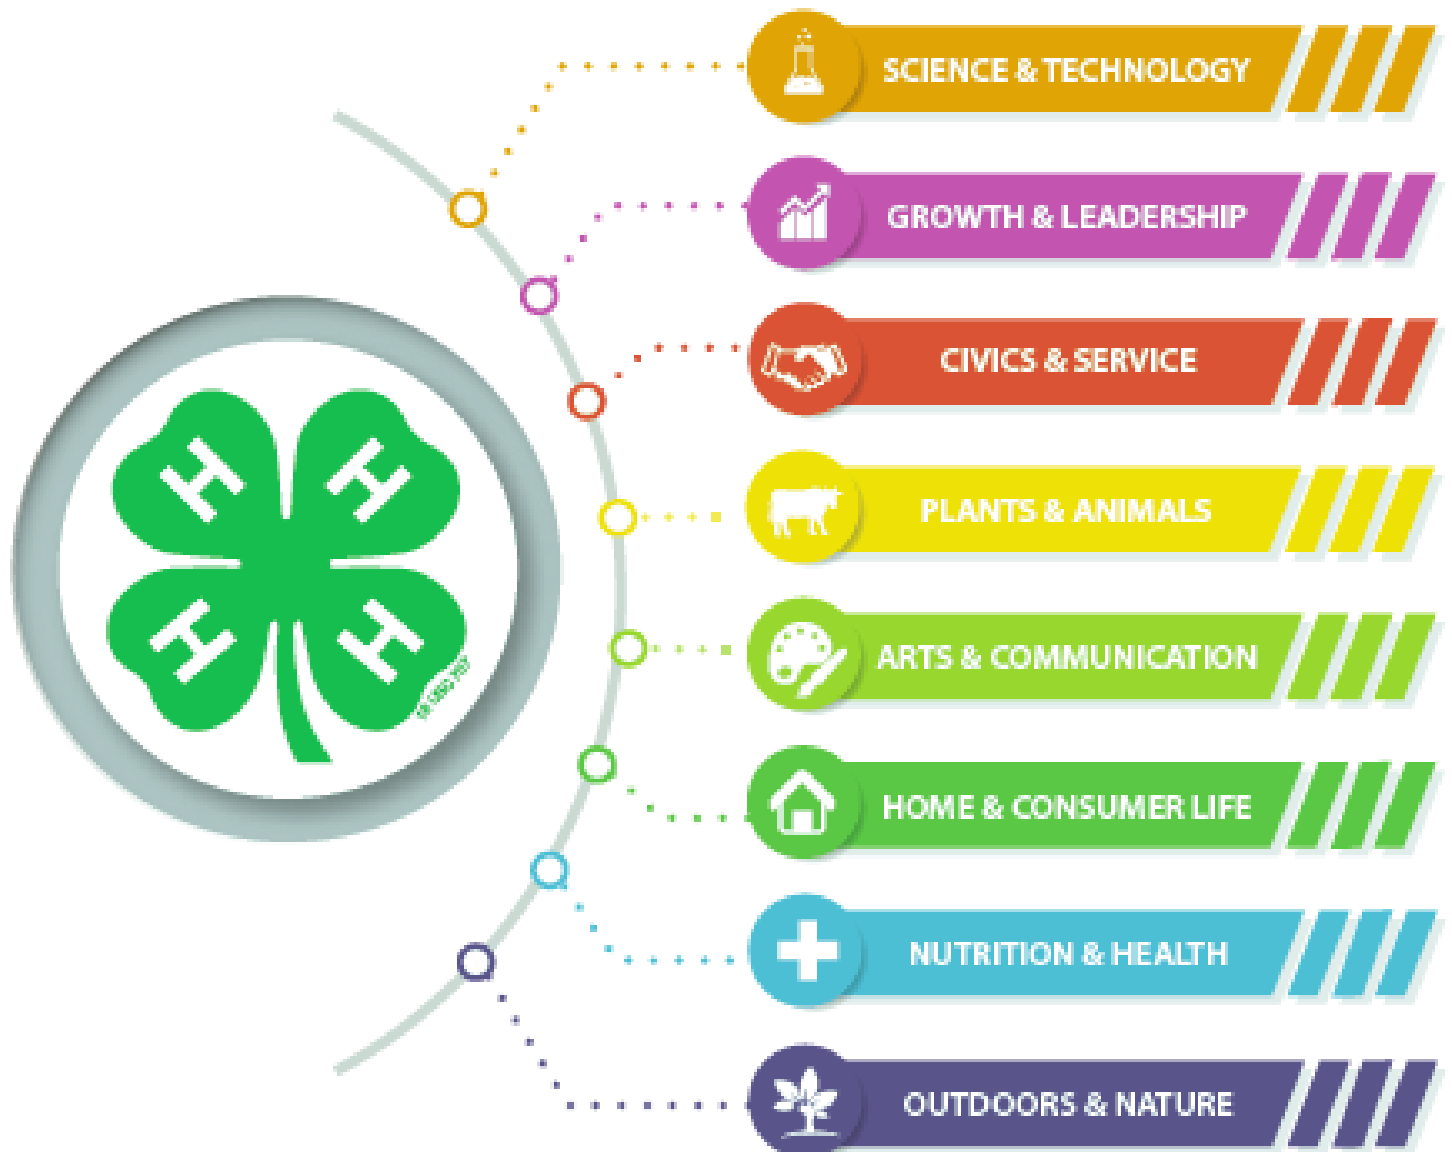 H H
H H
SCIENCE & TECHNOLOGY
GROWTH & LEADERSHIP
CIVICS & SERVICE
PLANTS & ANIMALS
ARTS & COMMUNICATION
HOME & CONSUMER LIFE
NUTRITION & HEALTH
OUTDOORS & NATURE